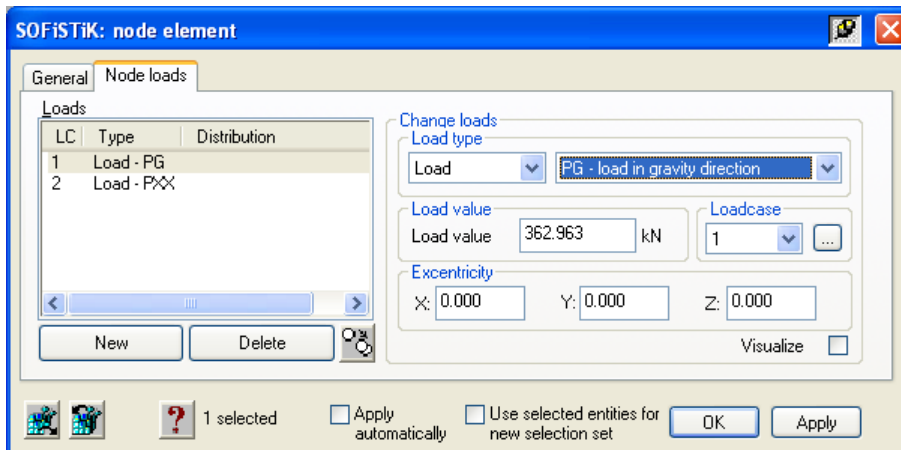 SOFiSTiK: node element
General Node loads
Loads
LC Type Distribution
1 Load - PG
2 Load - PXX
New Delete
Change loads
Load type
Load PG - load in gravity direction
Load value Loadcase
Load value 362.963 kN 1 ...
Excentricity
X: 0.000 Y: 0.000 Z: 0.000
Visualize
? 1 selected
Apply automatically
Use selected entities for
new selection set
OK Apply